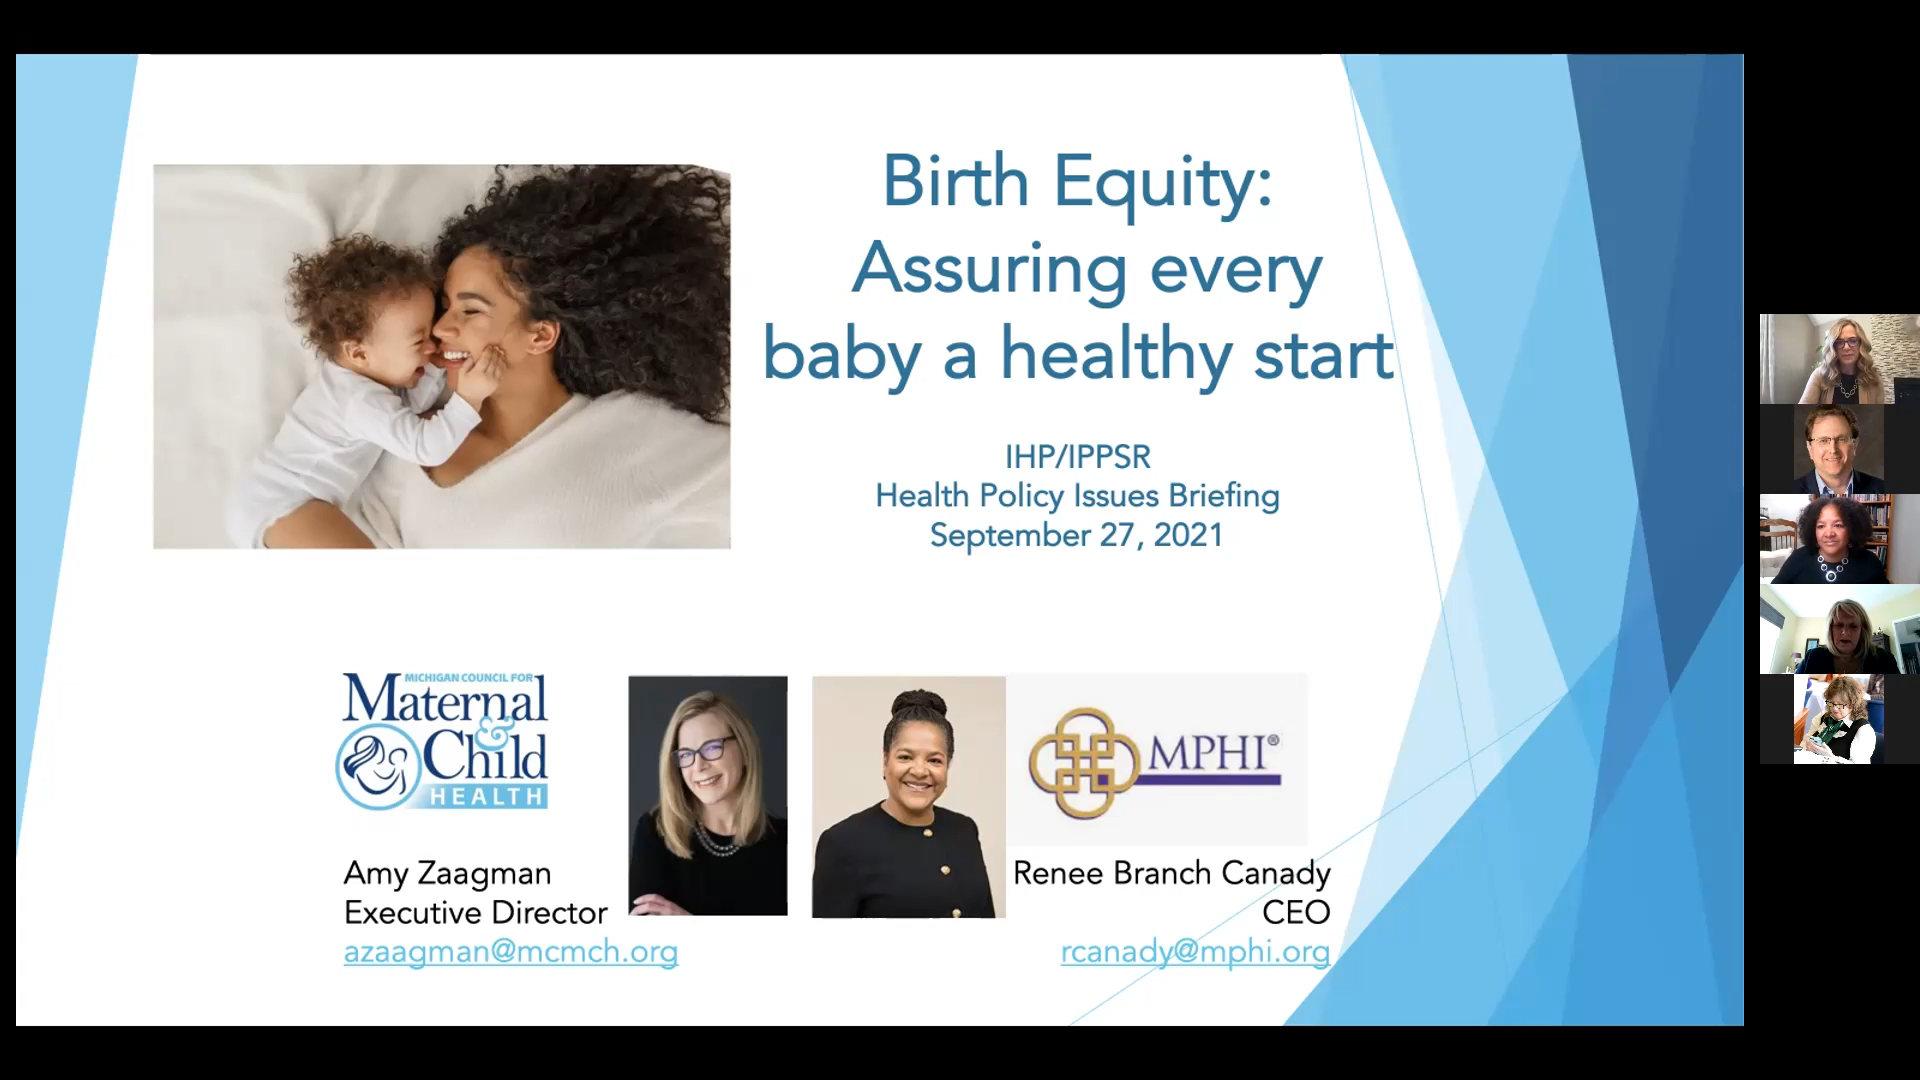 Birth Equity:
Assuring every
baby a healthy start
IHP/IPPSR
Health Policy Issues Briefing
September 27, 2021
MICHIGAN COUNCIL FOR
Maternal
& Child
HEALTH
MPHI®
Amy Zaagman
Executive Director
azaagman@mcmch.org
Renee Branch Canady
CEO
rcanady@mphi.org